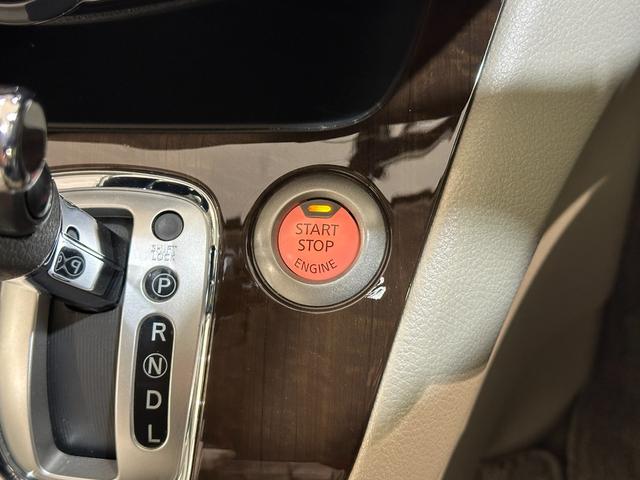 START
STOP
ENGINE
SHIFT
LOCK
P
R
N
D
L